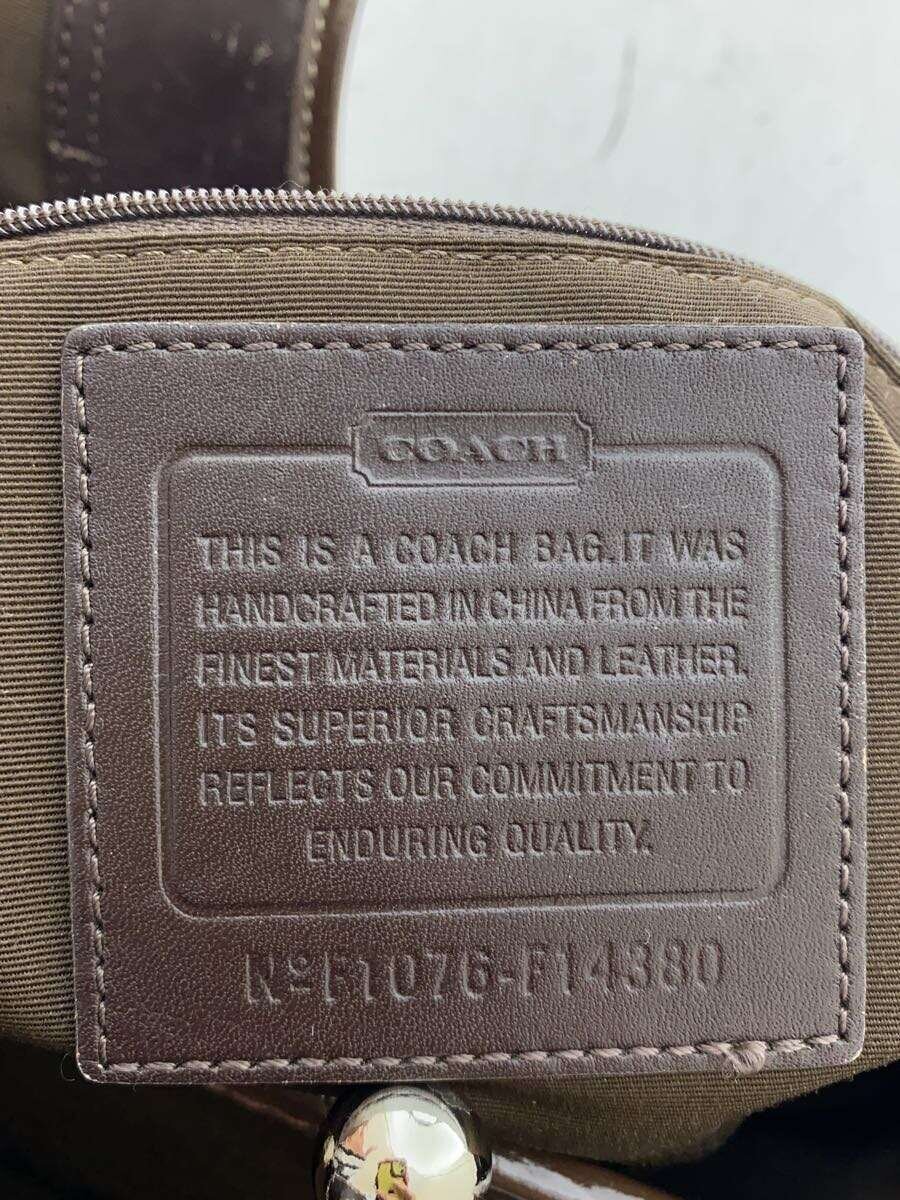 COACH
THIS IS A COACH BAG. IT WAS
HANDCRAFTED IN CHINA FROM THE
FINEST MATERIALS AND LEATHER.
ITS SUPERIOR CRAFTSMANSHIP
REFLECTS OUR COMMITMENT TO
ENDURING QUALITY.
Nº F1076-F14380